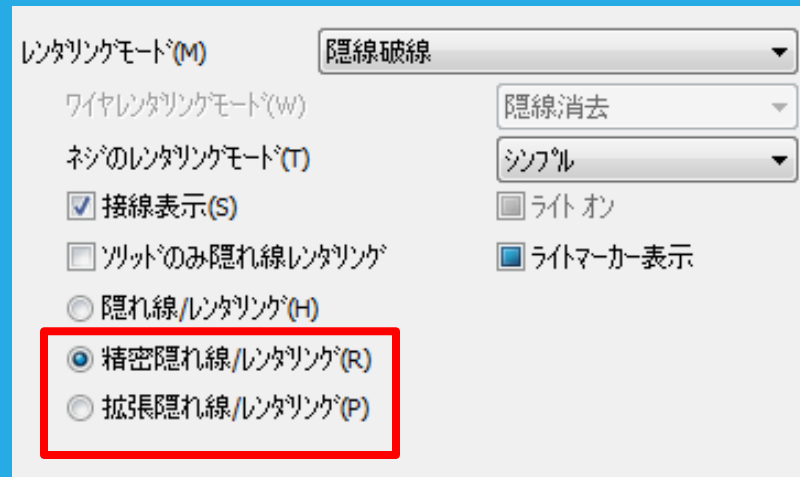 レンダリングモード(M) 隠線破線
ワイヤレンダリングモード(W) 隠線消去
ネジのレンダリングモード(T) シンプル
接線表示(S) ライト オン
ソリッドのみ隠れ線レンダリング ライトマーカー表示
隠れ線/レンダリング(H)
精密隠れ線/レンダリング(R)
拡張隠れ線/レンダリング(P)